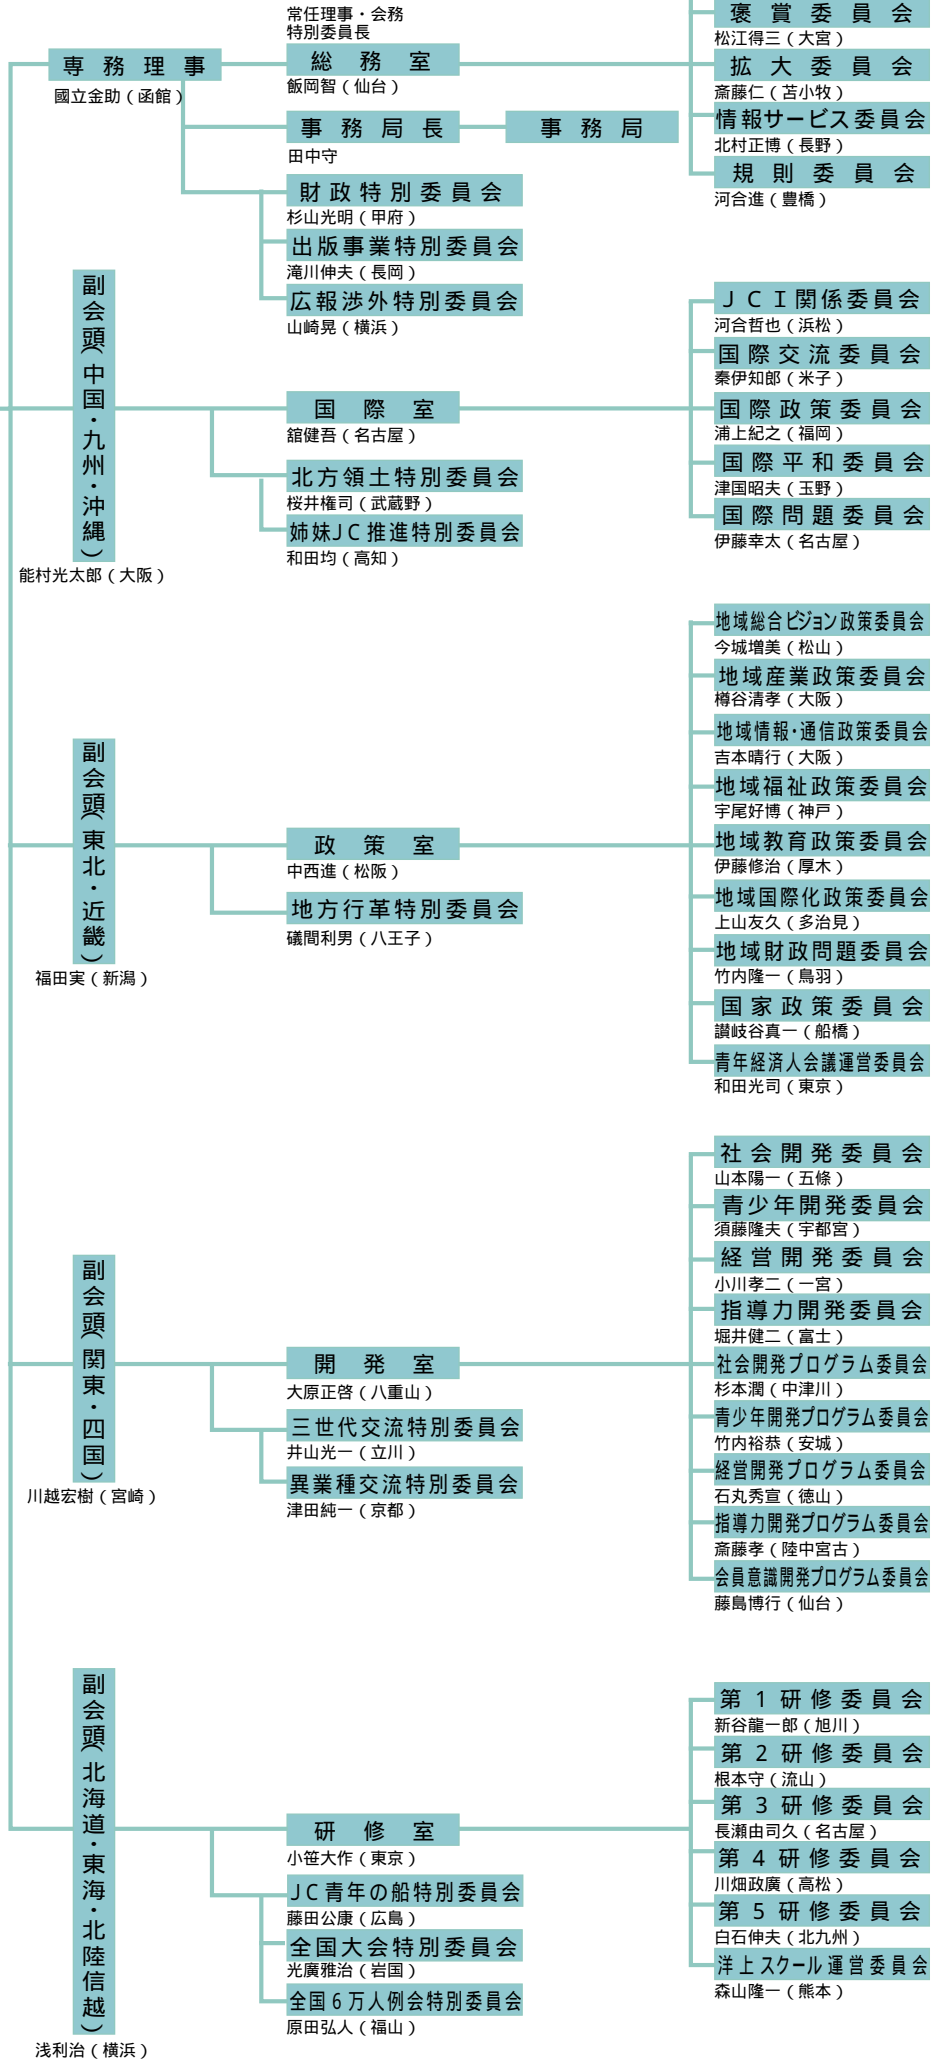 専務理事
國立金助（函館）
常任理事・会務
特別委員長
総務室
飯岡智（仙台）
事務局長
田中守
事務局
財政特別委員会
杉山光明（甲府）
出版事業特別委員会
滝川伸夫（長岡）
広報渉外特別委員会
山崎晃（横浜）
褒賞委員会
松江得三（大宮）
拡大委員会
斎藤仁（苫小牧）
情報サービス委員会
北村正博（長野）
規則委員会
河合進（豊橋）
副会頭（中国・九州・沖縄）
能村光太郎（大阪）
国際室
舘健吾（名古屋）
北方領土特別委員会
桜井権司（武蔵野）
姉妹JC推進特別委員会
和田均（高知）
JCI関係委員会
河合哲也（浜松）
国際交流委員会
秦伊知郎（米子）
国際政策委員会
浦上紀之（福岡）
国際平和委員会
津国昭夫（玉野）
国際問題委員会
伊藤幸太（名古屋）
副会頭（東北・近畿）
福田実（新潟）
政策室
中西進（松阪）
地方行革特別委員会
礒間利男（八王子）
地域総合ビジョン政策委員会
今城増美（松山）
地域産業政策委員会
樽谷清孝（大阪）
地域情報・通信政策委員会
吉本晴行（大阪）
地域福祉政策委員会
宇尾好博（神戸）
地域教育政策委員会
伊藤修治（厚木）
地域国際化政策委員会
上山友久（多治見）
地域財政問題委員会
竹内隆一（鳥羽）
国家政策委員会
讃岐谷真一（船橋）
青年経済人会議運営委員会
和田光司（東京）
副会頭（関東・四国）
川越宏樹（宮崎）
開発室
大原正啓（八重山）
三世代交流特別委員会
井山光一（立川）
異業種交流特別委員会
津田純一（京都）
社会開発委員会
山本陽一（五條）
青少年開発委員会
須藤隆夫（宇都宮）
経営開発委員会
小川孝二（一宮）
指導力開発委員会
堀井健二（富士）
社会開発プログラム委員会
杉本潤（中津川）
青少年開発プログラム委員会
竹内裕恭（安城）
経営開発プログラム委員会
石丸秀宣（徳山）
指導力開発プログラム委員会
斎藤孝（陸中宮古）
会員意識開発プログラム委員会
藤島博行（仙台）
副会頭（北海道・東海・北陸信越）
浅利治（横浜）
研修室
小笹大作（東京）
JC青年の船特別委員会
藤田公康（広島）
全国大会特別委員会
光廣雅治（岩国）
全国６万人例会特別委員会
原田弘人（福山）
第1研修委員会
新谷龍一郎（旭川）
第2研修委員会
根本守（流山）
第3研修委員会
長瀬由司久（名古屋）
第4研修委員会
川畑政廣（高松）
第5研修委員会
白石伸夫（北九州）
洋上スクール運営委員会
森山隆一（熊本）